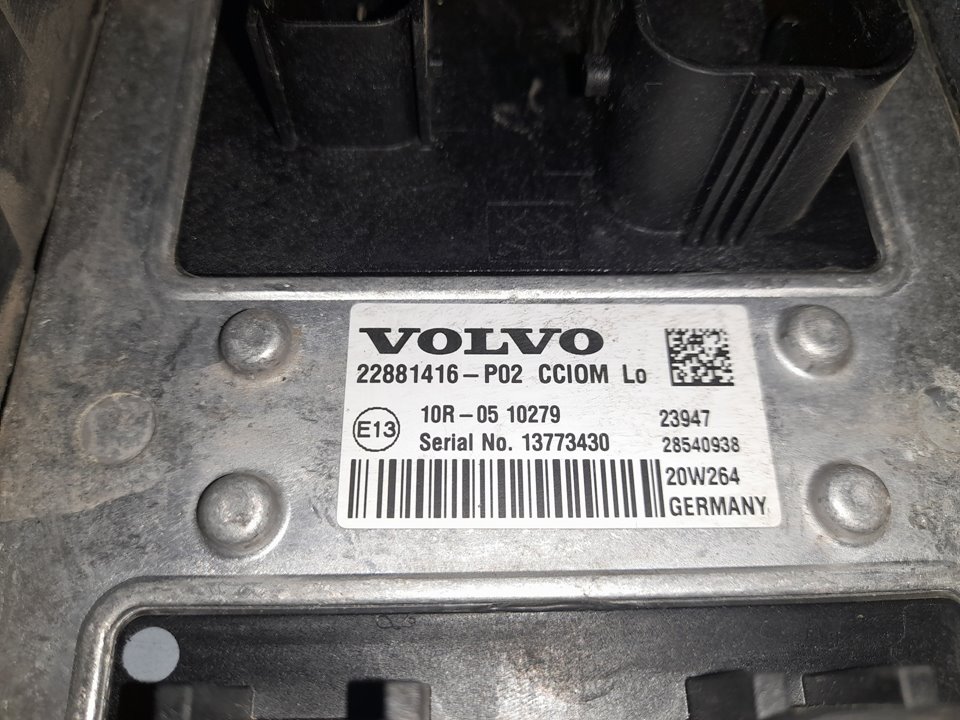 VOLVO
22881416-P02 CCIOM Lo
E13
10R-05 10279
Serial No. 13773430
23947
28540938
20W264
GERMANY